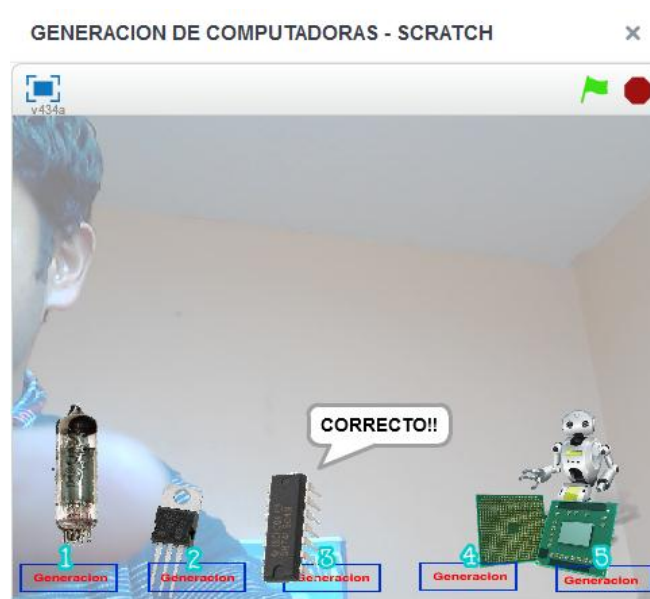 GENERACION DE COMPUTADORAS - SCRATCH
v434a
CORRECTO!!
1
Generacion
2
Generacion
3
Generacion
4
Generacion
5
Generacion